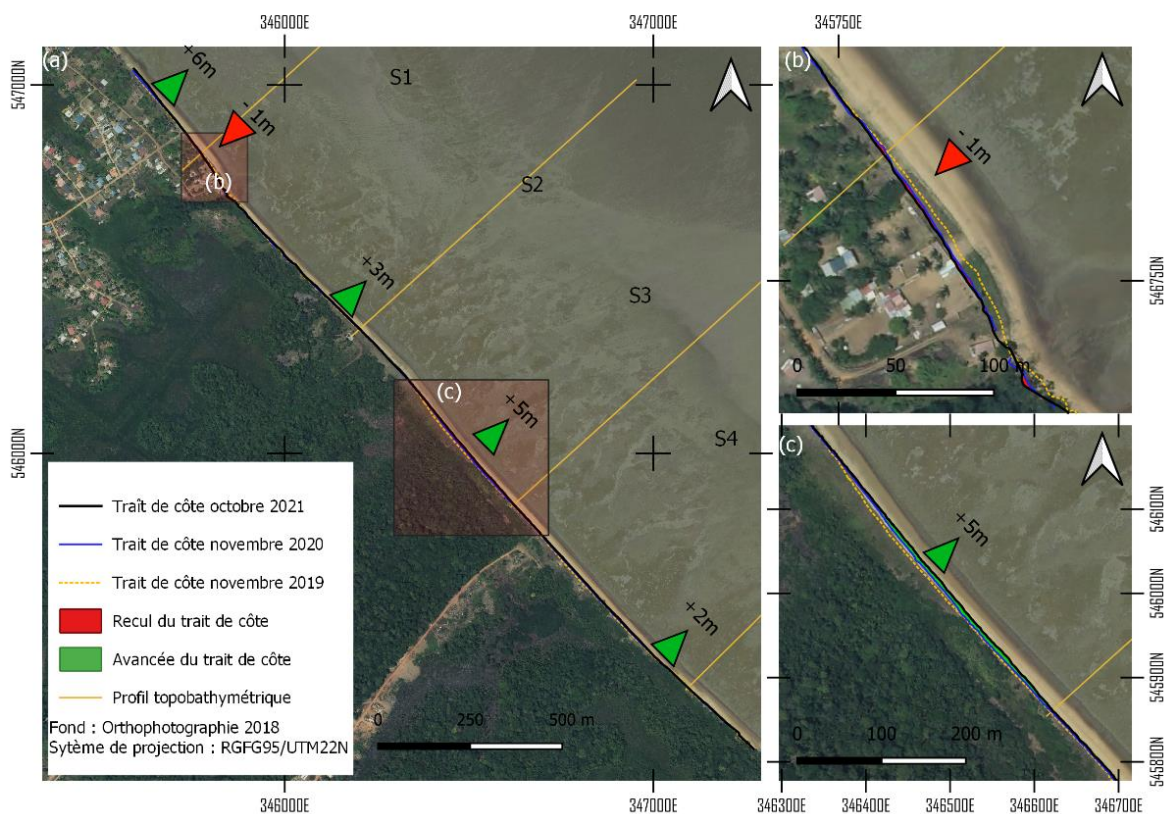 346000E
347000E
345750E
(a)
+6m
S1
547000N
- 1m
(b)
S2
+3m
S3
(c)
+5m
S4
546000N
+2m
Traît de côte octobre 2021
Trait de côte novembre 2020
Trait de côte novembre 2019
Recul du trait de côte
Avancée du trait de côte
Profil topobathymétrique
Fond : Orthophotographie 2018
Sytème de projection : RGFG95/UTM22N
0 250 500 m
346000E
347000E
(b)
- 1m
546750N
0 50 100 m
(c)
+5m
546100N
546000N
545900N
545800N
0 100 200 m
346300E
346400E
346500E
346600E
346700E